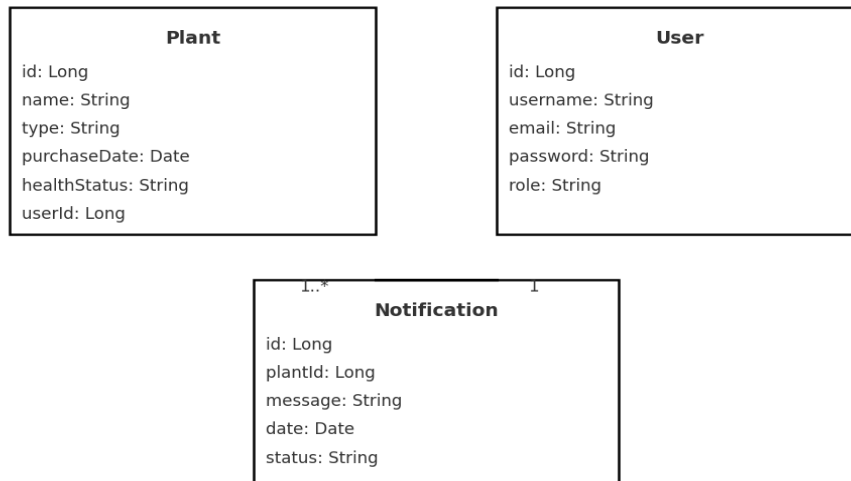 Plant
id: Long
name: String
type: String
purchaseDate: Date
healthStatus: String
userId: Long
User
id: Long
username: String
email: String
password: String
role: String
1..*
1
Notification
id: Long
plantId: Long
message: String
date: Date
status: String